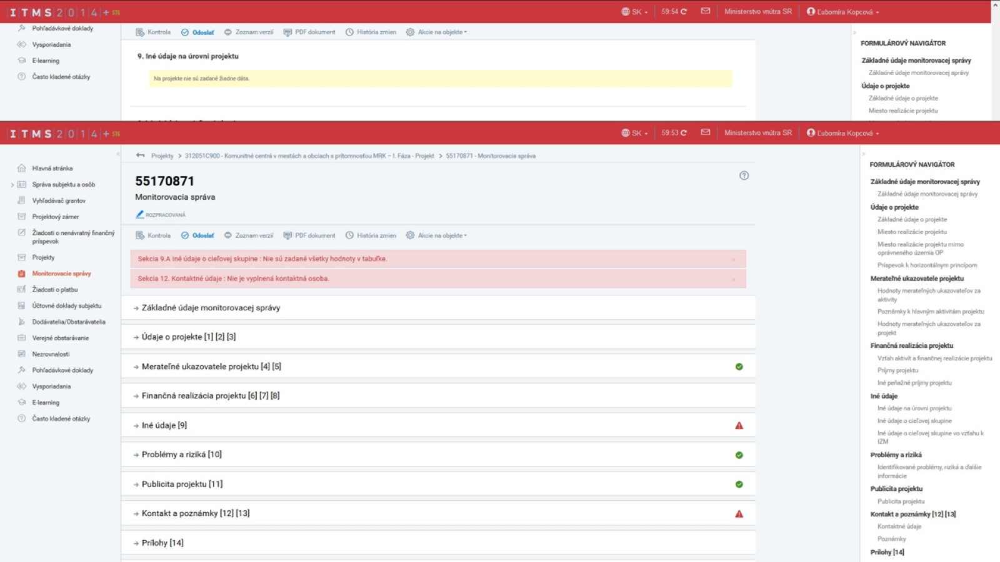 ITMS2014+ STG
SK
59:54
Ministerstvo vnútra SR
Ľubomíra Kopcová
Pohľadávkové doklady
Vysporiadania
E-learning
Často kladené otázky
Kontrola
Odoslať
Zoznam verzií
PDF dokument
História zmien
Akcie na objekte
9. Iné údaje na úrovni projektu
Na projekte nie sú zadané žiadne dáta.
FORMULÁROVÝ NAVIGÁTOR
Základné údaje monitorovacej správy
Základné údaje monitorovacej správy
Údaje o projekte
Základné údaje o projekte
Miesto realizácie projektu
ITMS2014+ STG
SK
59:53
Ministerstvo vnútra SR
Ľubomíra Kopcová
Hlavná stránka
Správa subjektu a osôb
Vyhľadávač grantov
Projektový zámer
Žiadosti o nenávratný finančný
príspevok
Projekty
Monitorovacie správy
Žiadosti o platbu
Účtovné doklady subjektu
Dodávatelia/Obstarávatelia
Verejné obstarávanie
Nezrovnalosti
Pohľadávkové doklady
Vysporiadania
E-learning
Často kladené otázky
Projekty > 312051C900 - Komunitné centrá v mestách a obciach s prítomnosťou MRK – I. Fáza - Projekt > 55170871 - Monitorovacia správa
55170871
Monitorovacia správa
ROZPRACOVANÁ
Kontrola
Odoslať
Zoznam verzií
PDF dokument
História zmien
Akcie na objekte
Sekcia 9.A Iné údaje o cieľovej skupine : Nie sú zadané všetky hodnoty v tabuľke.
Sekcia 12. Kontaktné údaje : Nie je vyplnená kontaktná osoba.
Základné údaje monitorovacej správy
Údaje o projekte [1] [2] [3]
Merateľné ukazovatele projektu [4] [5]
Finančná realizácia projektu [6] [7] [8]
Iné údaje [9]
Problémy a riziká [10]
Publicita projektu [11]
Kontakt a poznámky [12] [13]
Prílohy [14]
FORMULÁROVÝ NAVIGÁTOR
Základné údaje monitorovacej správy
Základné údaje monitorovacej správy
Údaje o projekte
Základné údaje o projekte
Miesto realizácie projektu
Miesto realizácie projektu mimo
oprávneného územia OP
Príspevok k horizontálnym princípom
Merateľné ukazovatele projektu
Hodnoty merateľných ukazovateľov za
aktivity
Poznámky k hlavným aktivitám projektu
Hodnoty merateľných ukazovateľov za
projekt
Finančná realizácia projektu
Vzťah aktivít a finančnej realizácie projektu
Príjmy projektu
Iné peňažné príjmy projektu
Iné údaje
Iné údaje na úrovni projektu
Iné údaje o cieľovej skupine
Iné údaje o cieľovej skupine vo vzťahu k
IZM
Problémy a riziká
Identifikované problémy, riziká a ďalšie
informácie
Publicita projektu
Publicita projektu
Kontakt a poznámky [12] [13]
Kontaktné údaje
Poznámky
Prílohy [14]